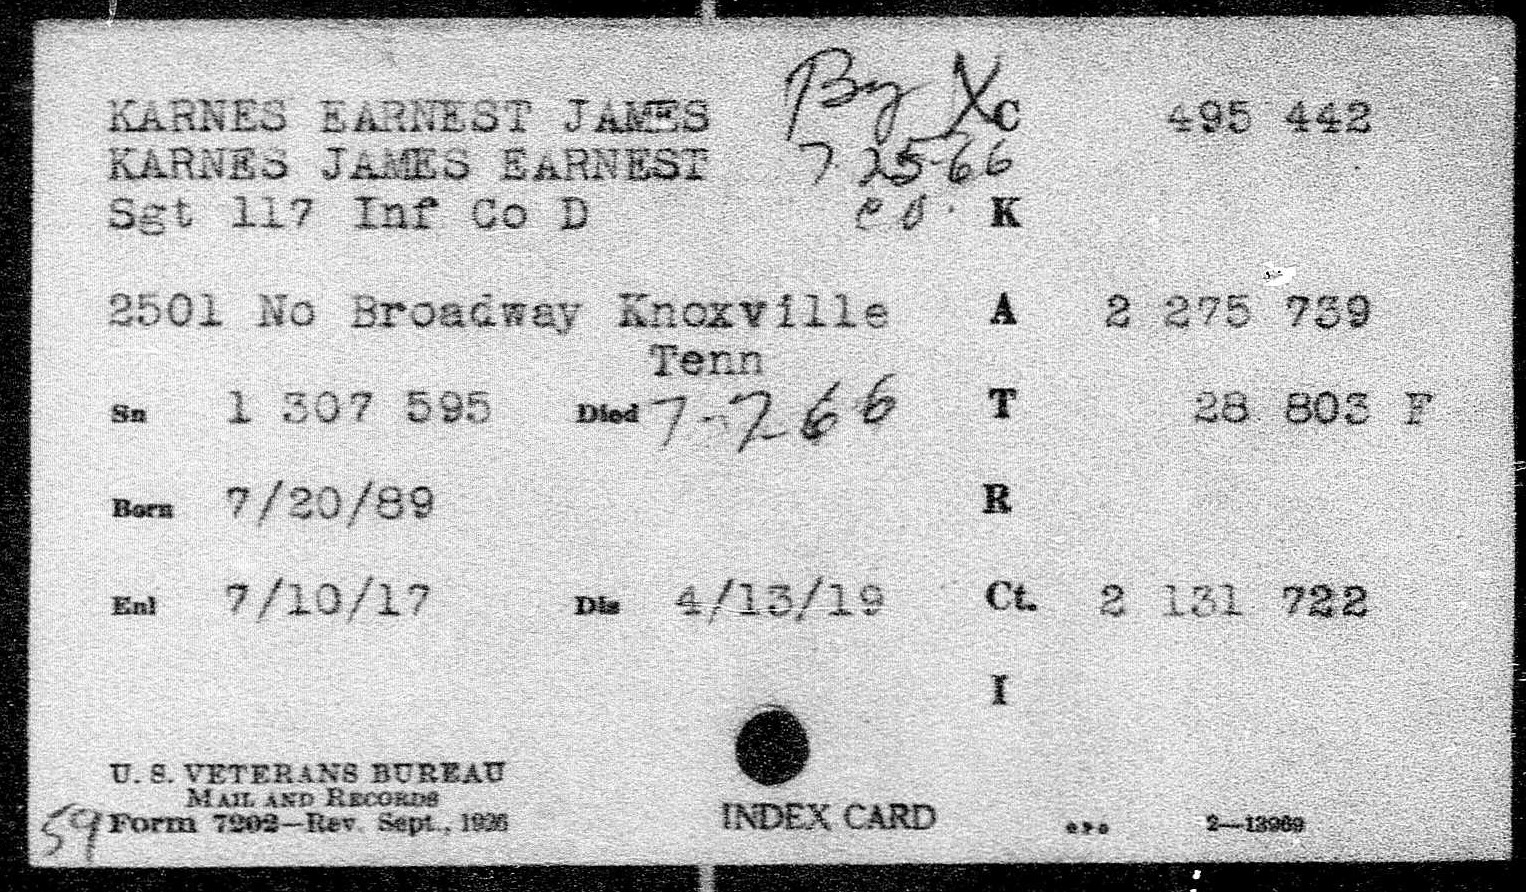 KARNES EARNEST JAMES By X C 495 442
KARNES JAMES EARNEST 7-25-66
Sgt 117 Inf Co D K
2501 No Broadway Knoxville A 2 275 739
Tenn
Sn 1 307 595 Died 7-2-66 T 28 803 F
Born 7/20/89 R
Enl 7/10/17 Dis 4/13/19 Ct. 2 131 722
I
U. S. VETERANS BUREAU
MAIL AND RECORDS
59 Form 7202—Rev. Sept., 1926 INDEX CARD GPO 2—13969